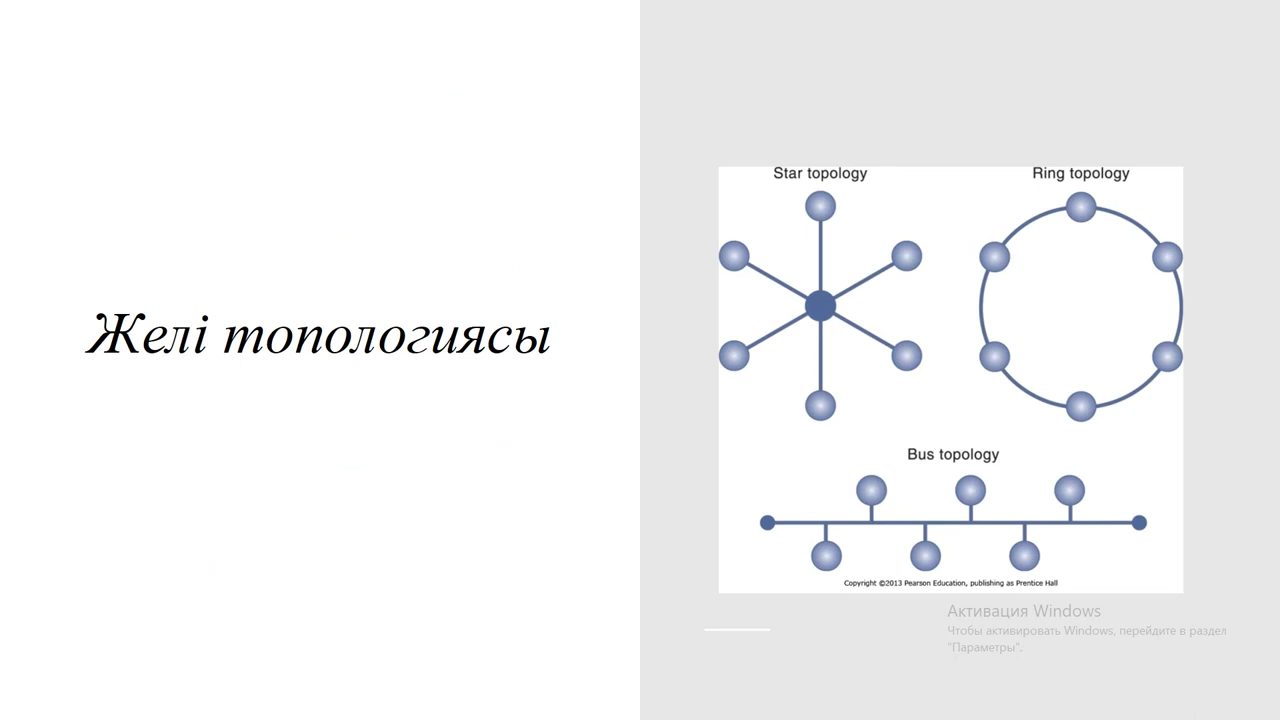 Желі топологиясы
Star topology
Ring topology
Bus topology
Copyright ©2013 Pearson Education, publishing as Prentice Hall
Активация Windows
Чтобы активировать Windows, перейдите в раздел
"Параметры".